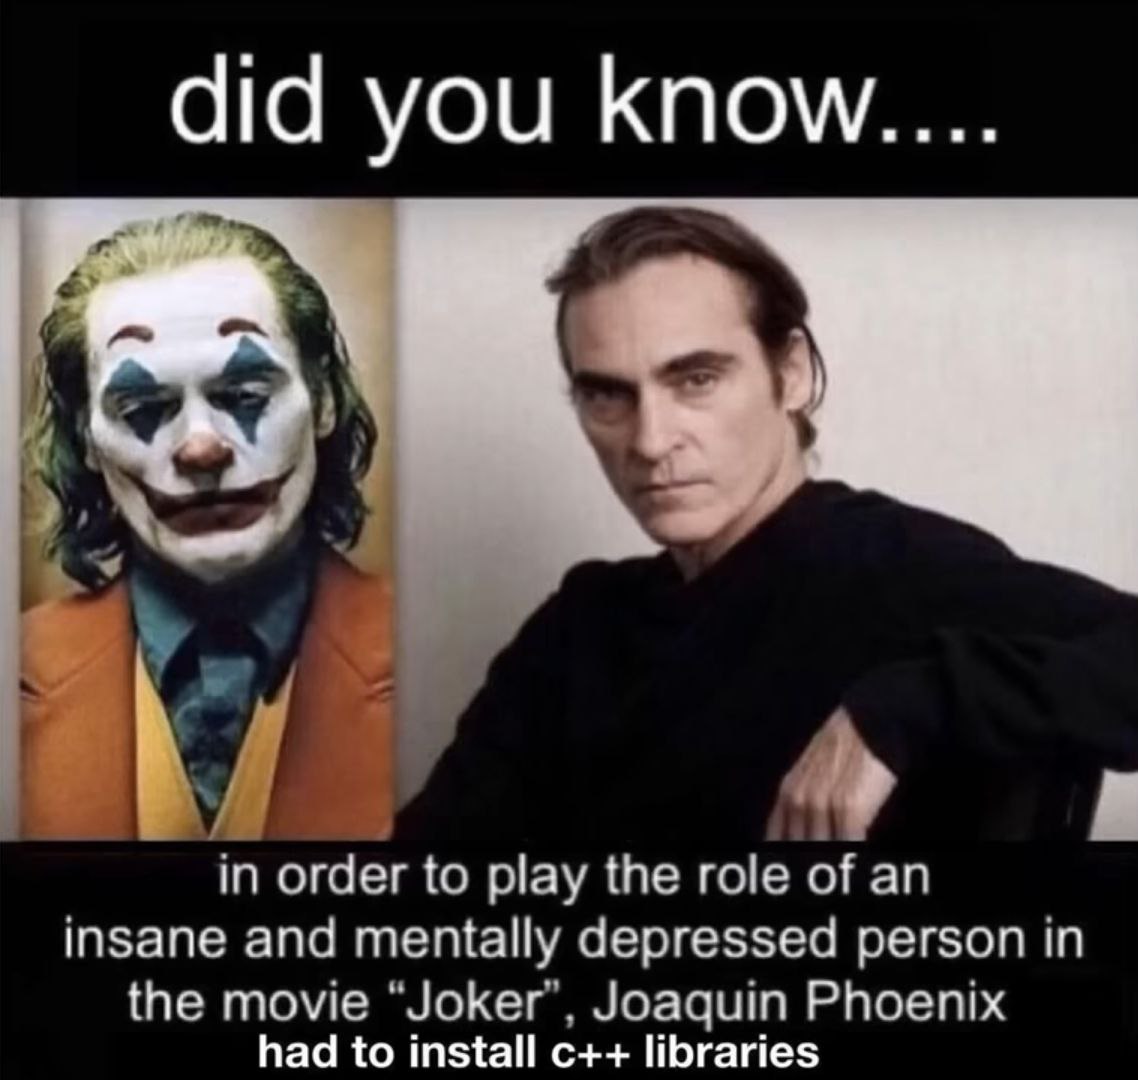 did you know....
in order to play the role of an
insane and mentally depressed person in
the movie “Joker”, Joaquin Phoenix
had to install c++ libraries